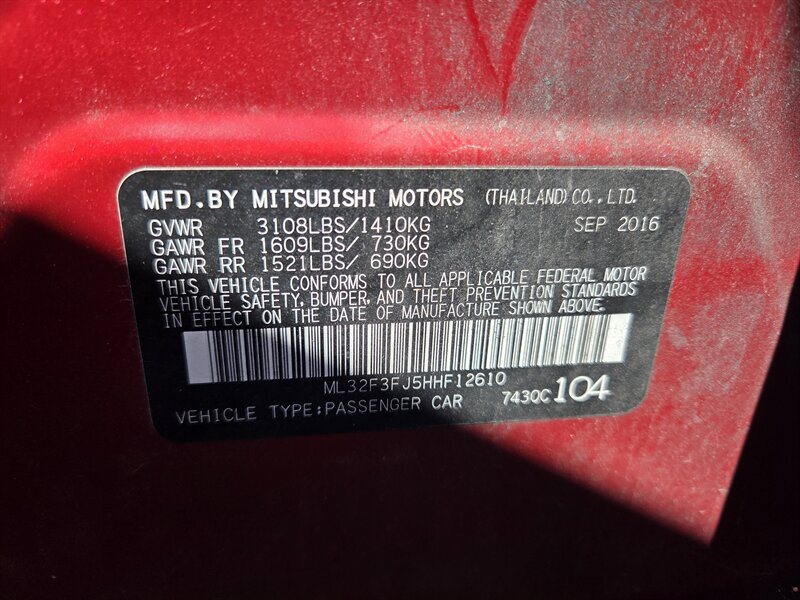 MFD.BY MITSUBISHI MOTORS (THAILAND) CO., LTD.
GVWR 3108LBS/1410KG SEP 2016
GAWR FR 1609LBS/ 730KG
GAWR RR 1521LBS/ 690KG
THIS VEHICLE CONFORMS TO ALL APPLICABLE FEDERAL MOTOR
VEHICLE SAFETY, BUMPER, AND THEFT PREVENTION STANDARDS
IN EFFECT ON THE DATE OF MANUFACTURE SHOWN ABOVE.
ML32F3FJ5HHF12610
VEHICLE TYPE;PASSENGER CAR 7430C104